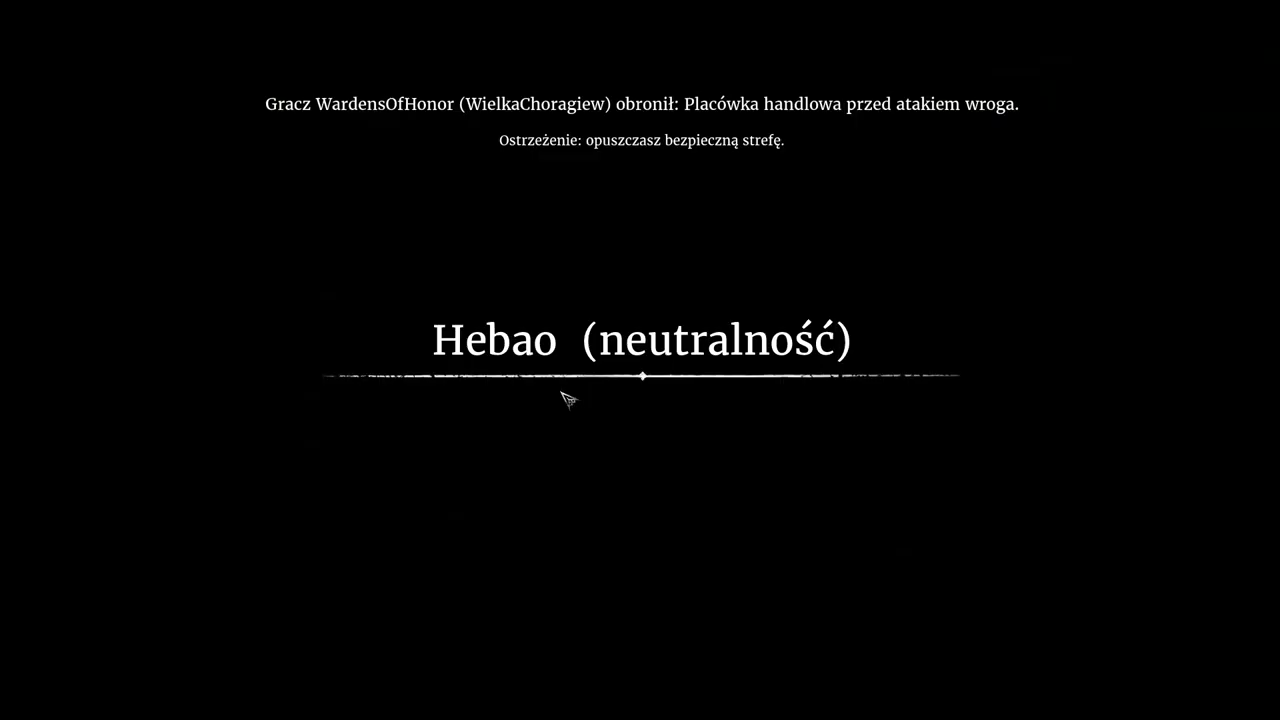 Gracz WardensOfHonor (WielkaChoragiew) obronił: Placówka handlowa przed atakiem wroga.
Ostrzeżenie: opuszczasz bezpieczną strefę.
Hebao (neutralność)